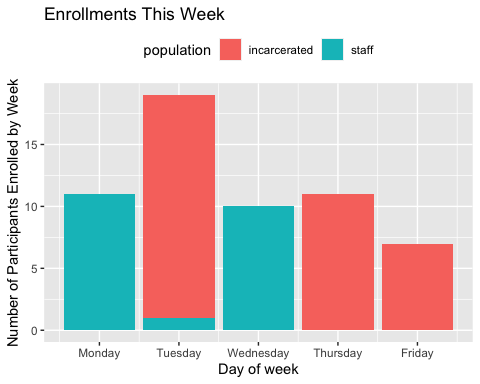 Enrollments This Week
population incarcerated staff
Number of Participants Enrolled by Week
15
10
5
0
Monday Tuesday Wednesday Thursday Friday
Day of week